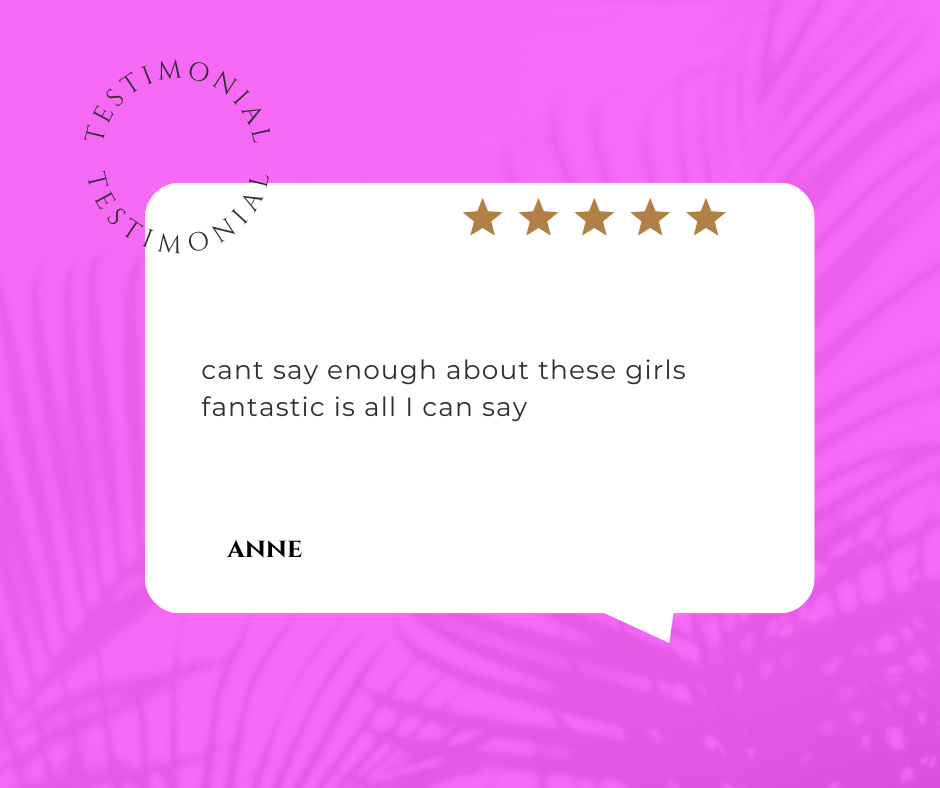 TESTIMONIAL
TESTIMONIAL
cant say enough about these girls
fantastic is all I can say
ANNE